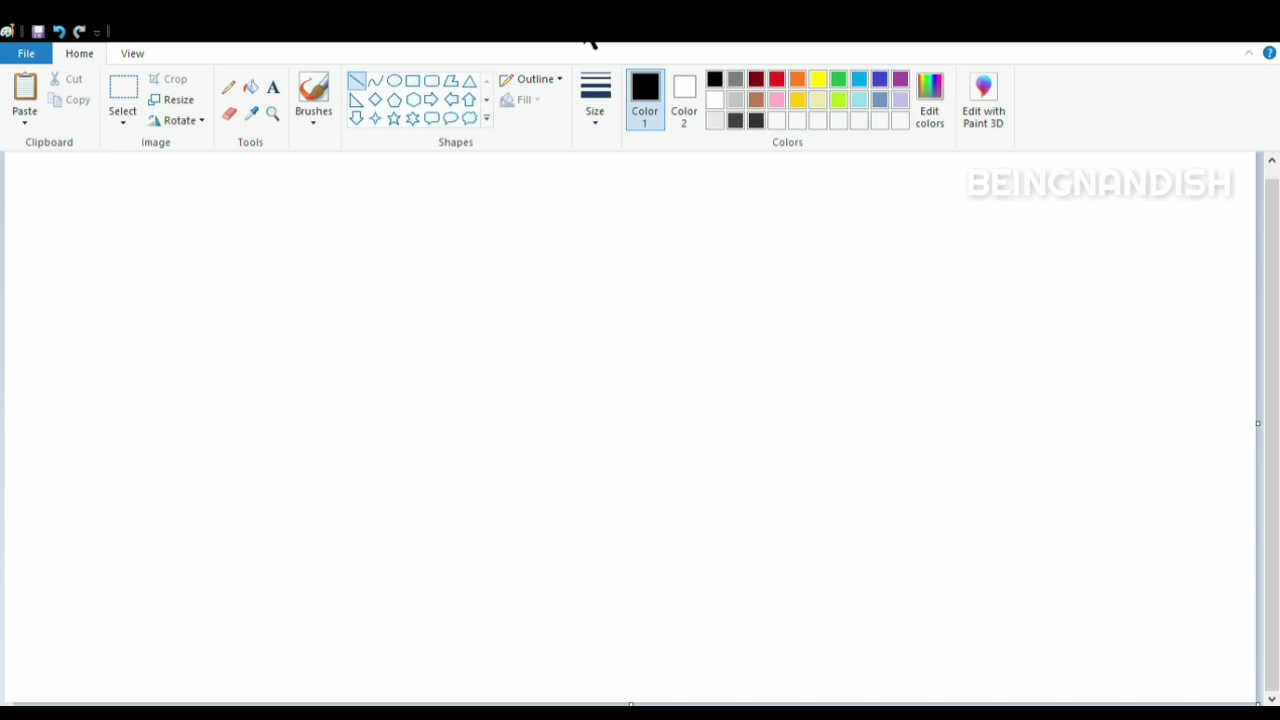 File Home View
Paste Cut Copy Select Crop Resize Rotate Brushes Outline Fill Size Color 1 Color 2 Edit colors Edit with Paint 3D
Clipboard Image Tools Shapes Colors
BEINGNANDISH